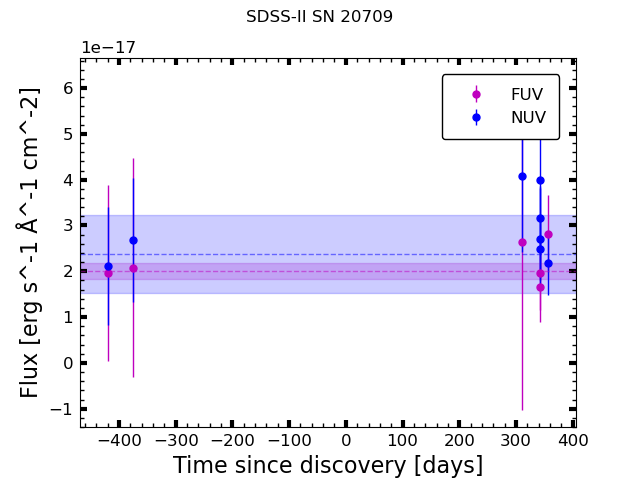 SDSS-II SN 20709
1e−17
FUV
NUV
6
5
4
3
2
1
0
−1
−400 −300 −200 −100 0 100 200 300 400
Time since discovery [days]
Flux [erg s^-1 Å^-1 cm^-2]